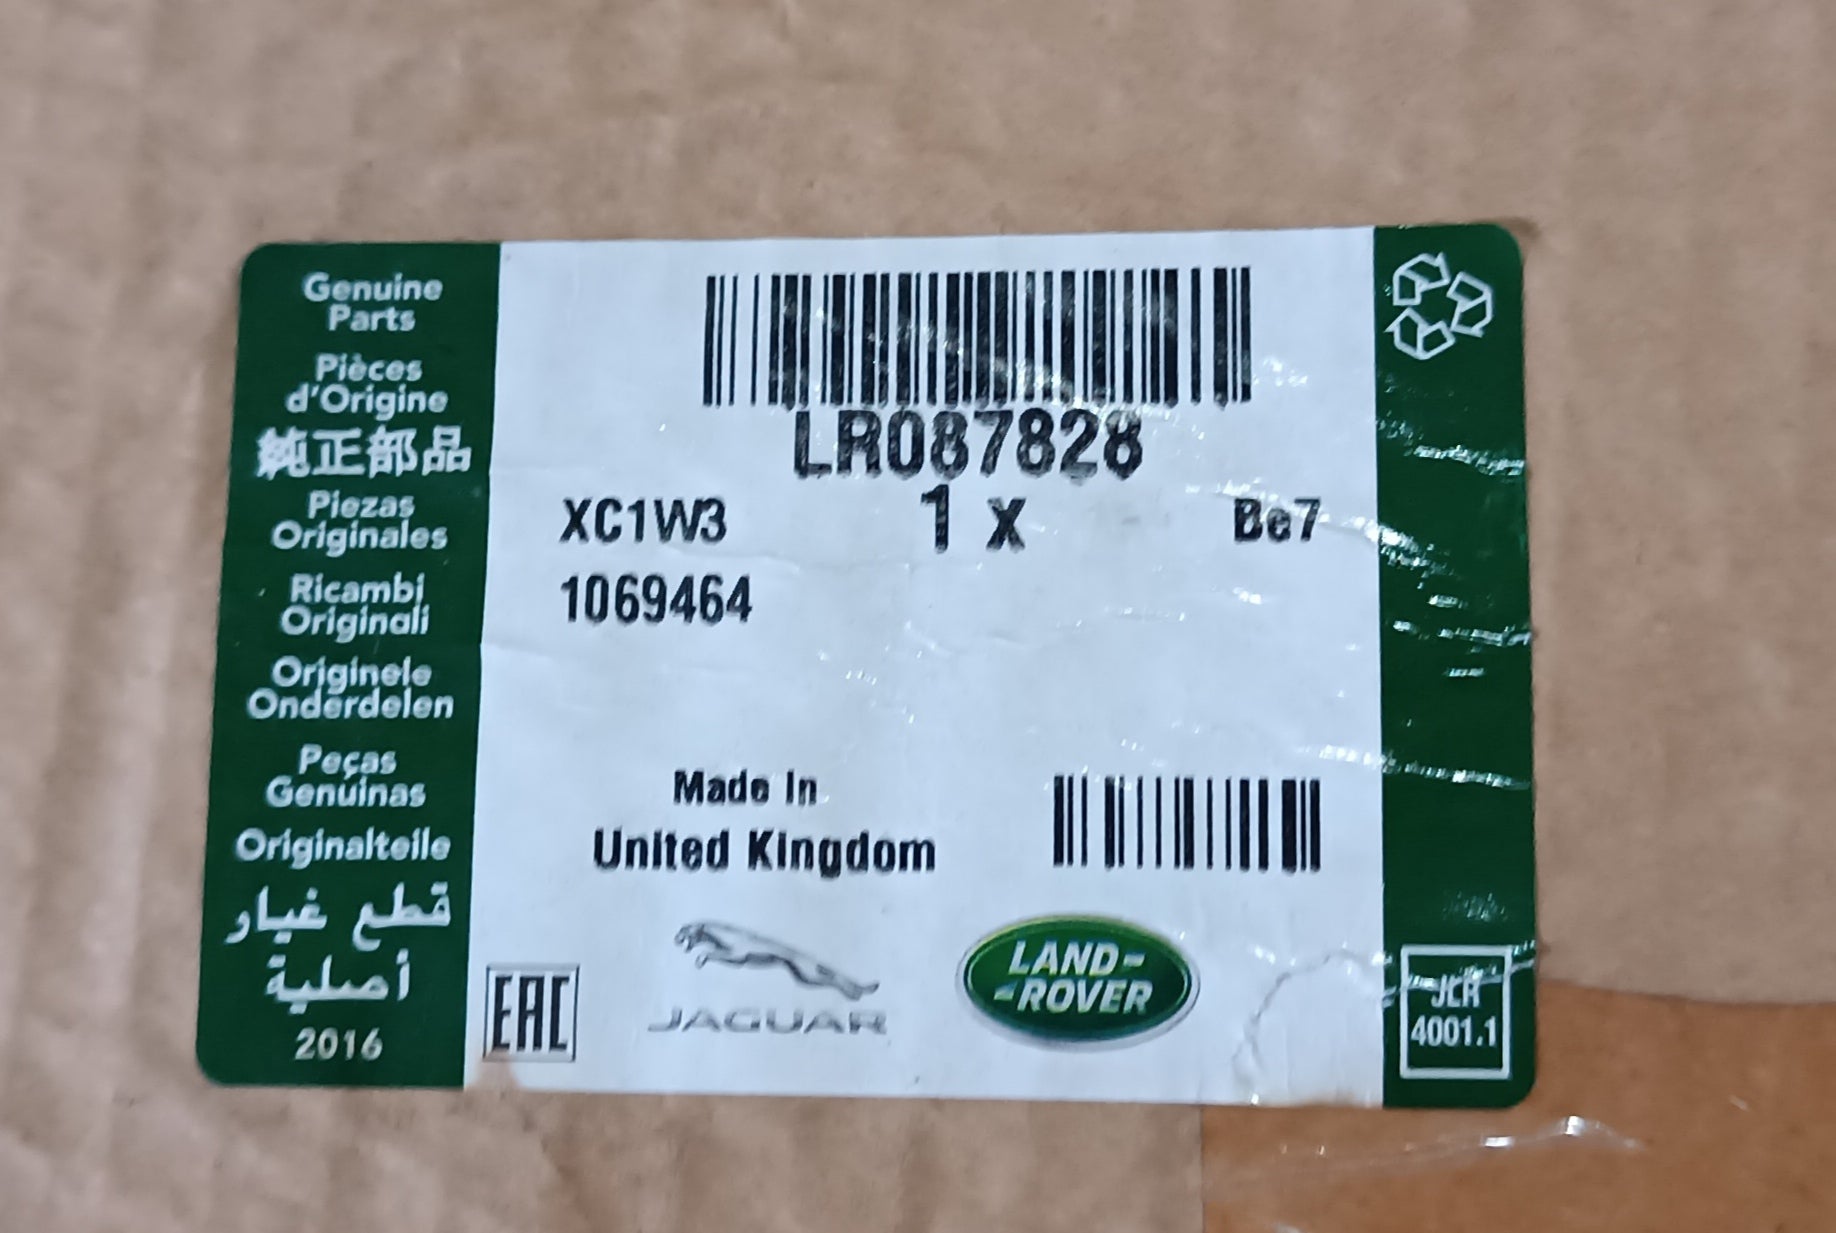 Genuine
Parts
Pièces
d'Origine
純正部品
Piezas
Originales
Ricambi
Originali
Originele
Onderdelen
Peças
Genuinas
Originalteile
قطع غيار
أصلية
2016
LR087828
XC1W3 1 x Be7
1069464
Made In
United Kingdom
EAC
JAGUAR
LAND-
-ROVER
JLR
4001.1